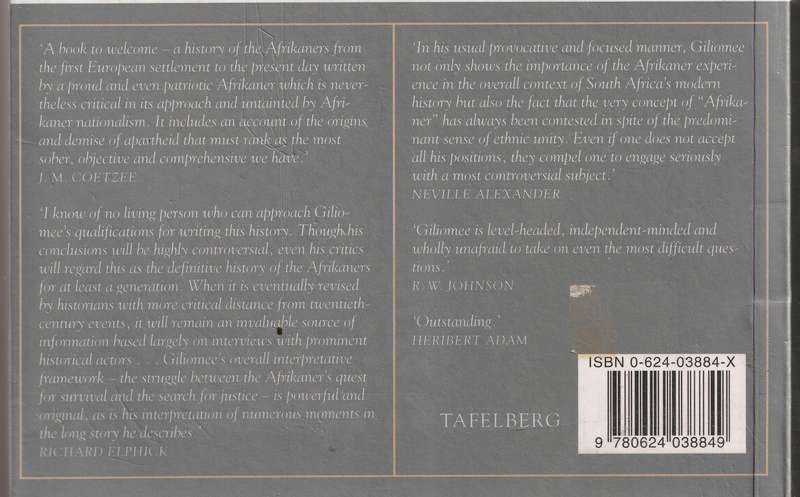 ‘A book to welcome – a history of the Afrikaners from
the first European settlement to the present day written
by a proud and even patriotic Afrikaner which is never-
theless critical in its approach and untainted by Afri-
kaner nationalism. It includes an account of the origins
and demise of apartheid that must rank as the most
sober, objective and comprehensive we have.’
J. M. COETZEE
‘I know of no living person who can approach Gilio-
mee’s qualifications for writing this history. Though his
conclusions will be highly controversial, even his critics
will regard this as the definitive history of the Afrikaners
for at least a generation. When it is eventually revised
by historians with more critical distance from twentieth-
century events, it will remain an invaluable source of
information based largely on interviews with prominent
historical actors . . . Giliomee’s overall interpretative
framework – the struggle between the Afrikaner’s quest
for survival and the search for justice – is powerful and
original, as is his interpretation of numerous moments in
the long story he describes
RICHARD ELPHICK
‘In his usual provocative and focused manner, Giliomee
not only shows the importance of the Afrikaner experi-
ence in the overall context of South Africa’s modern
history but also the fact that the very concept of “Afrika-
ner” has always been contested in spite of the predomi-
nant sense of ethnic unity. Even if one does not accept
all his positions, they compel one to engage seriously
with a most controversial subject.’
NEVILLE ALEXANDER
‘Giliomee is level-headed, independent-minded and
wholly unafraid to take on even the most difficult ques-
tions.’
R. W. JOHNSON
‘Outstanding.’
HERIBERT ADAM
TAFELBERG
ISBN 0-624-03884-X
9 780624 038849